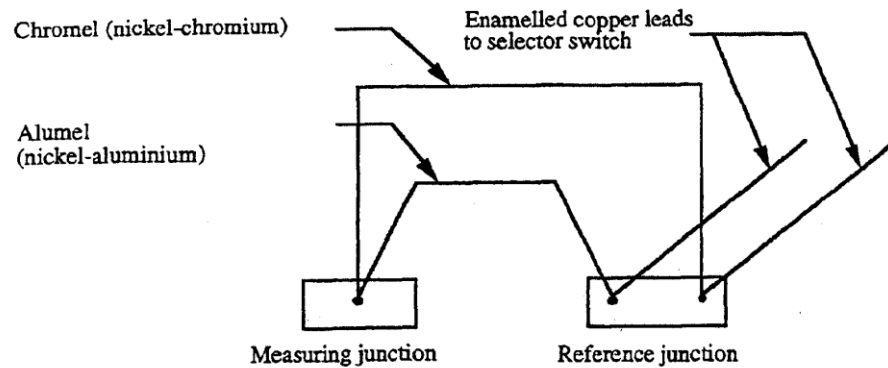 Chromel (nickel-chromium)
Enamelled copper leads
to selector switch
Alumel
(nickel-aluminium)
Measuring junction
Reference junction